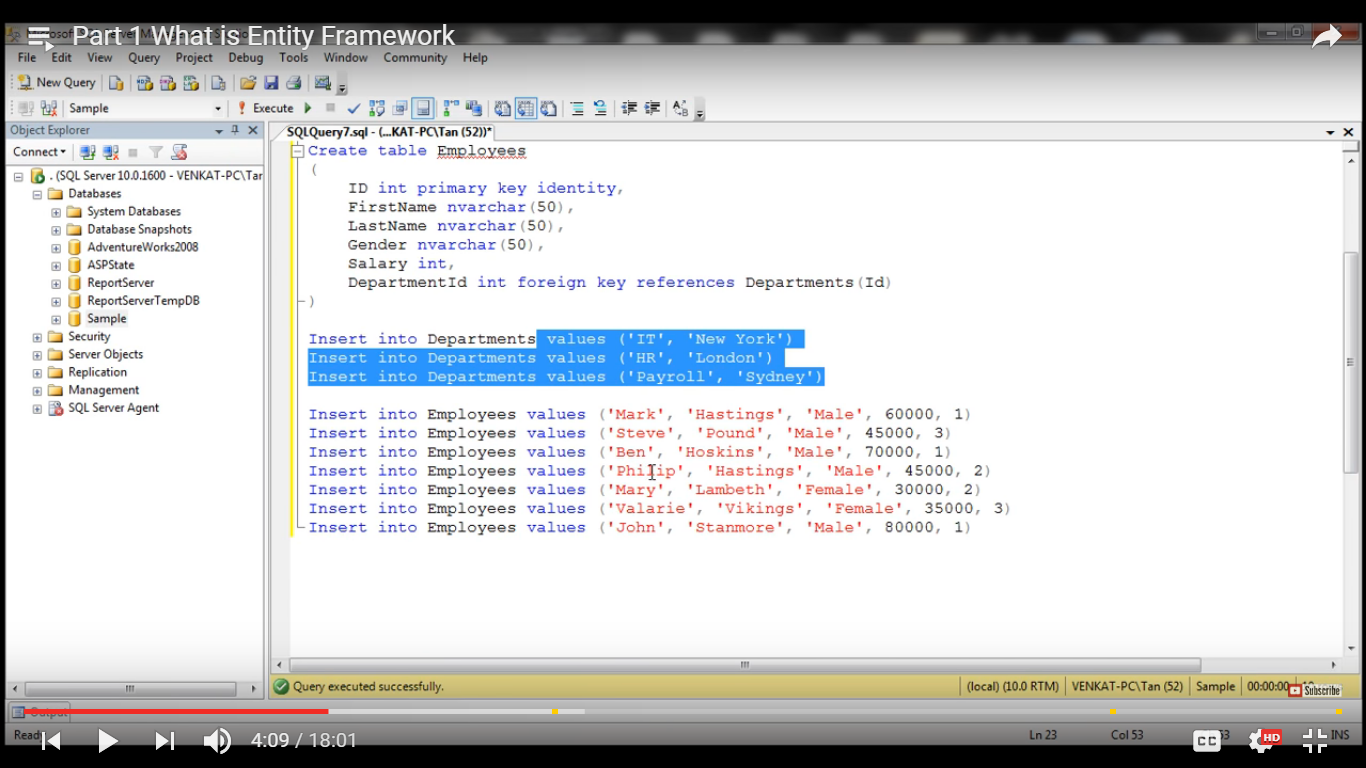 Part 1 What is Entity Framework
File Edit View Query Project Debug Tools Window Community Help
New Query
Sample Execute
Object Explorer
Connect
. (SQL Server 10.0.1600 - VENKAT-PC\Tar
Databases
System Databases
Database Snapshots
AdventureWorks2008
ASPState
ReportServer
ReportServerTempDB
Sample
Security
Server Objects
Replication
Management
SQL Server Agent
SQLQuery7.sql - (...KAT-PC\Tan (52))*
Create table Employees
(
ID int primary key identity,
FirstName nvarchar(50),
LastName nvarchar(50),
Gender nvarchar(50),
Salary int,
DepartmentId int foreign key references Departments(Id)
)
Insert into Departments values ('IT', 'New York')
Insert into Departments values ('HR', 'London')
Insert into Departments values ('Payroll', 'Sydney')
Insert into Employees values ('Mark', 'Hastings', 'Male', 60000, 1)
Insert into Employees values ('Steve', 'Pound', 'Male', 45000, 3)
Insert into Employees values ('Ben', 'Hoskins', 'Male', 70000, 1)
Insert into Employees values ('Philip', 'Hastings', 'Male', 45000, 2)
Insert into Employees values ('Mary', 'Lambeth', 'Female', 30000, 2)
Insert into Employees values ('Valarie', 'Vikings', 'Female', 35000, 3)
Insert into Employees values ('John', 'Stanmore', 'Male', 80000, 1)
Query executed successfully. (local) (10.0 RTM) VENKAT-PC\Tan (52) Sample 00:00:00
Subscribe
Output
Ready Ln 23 Col 53 INS
4:09 / 18:01 CC HD